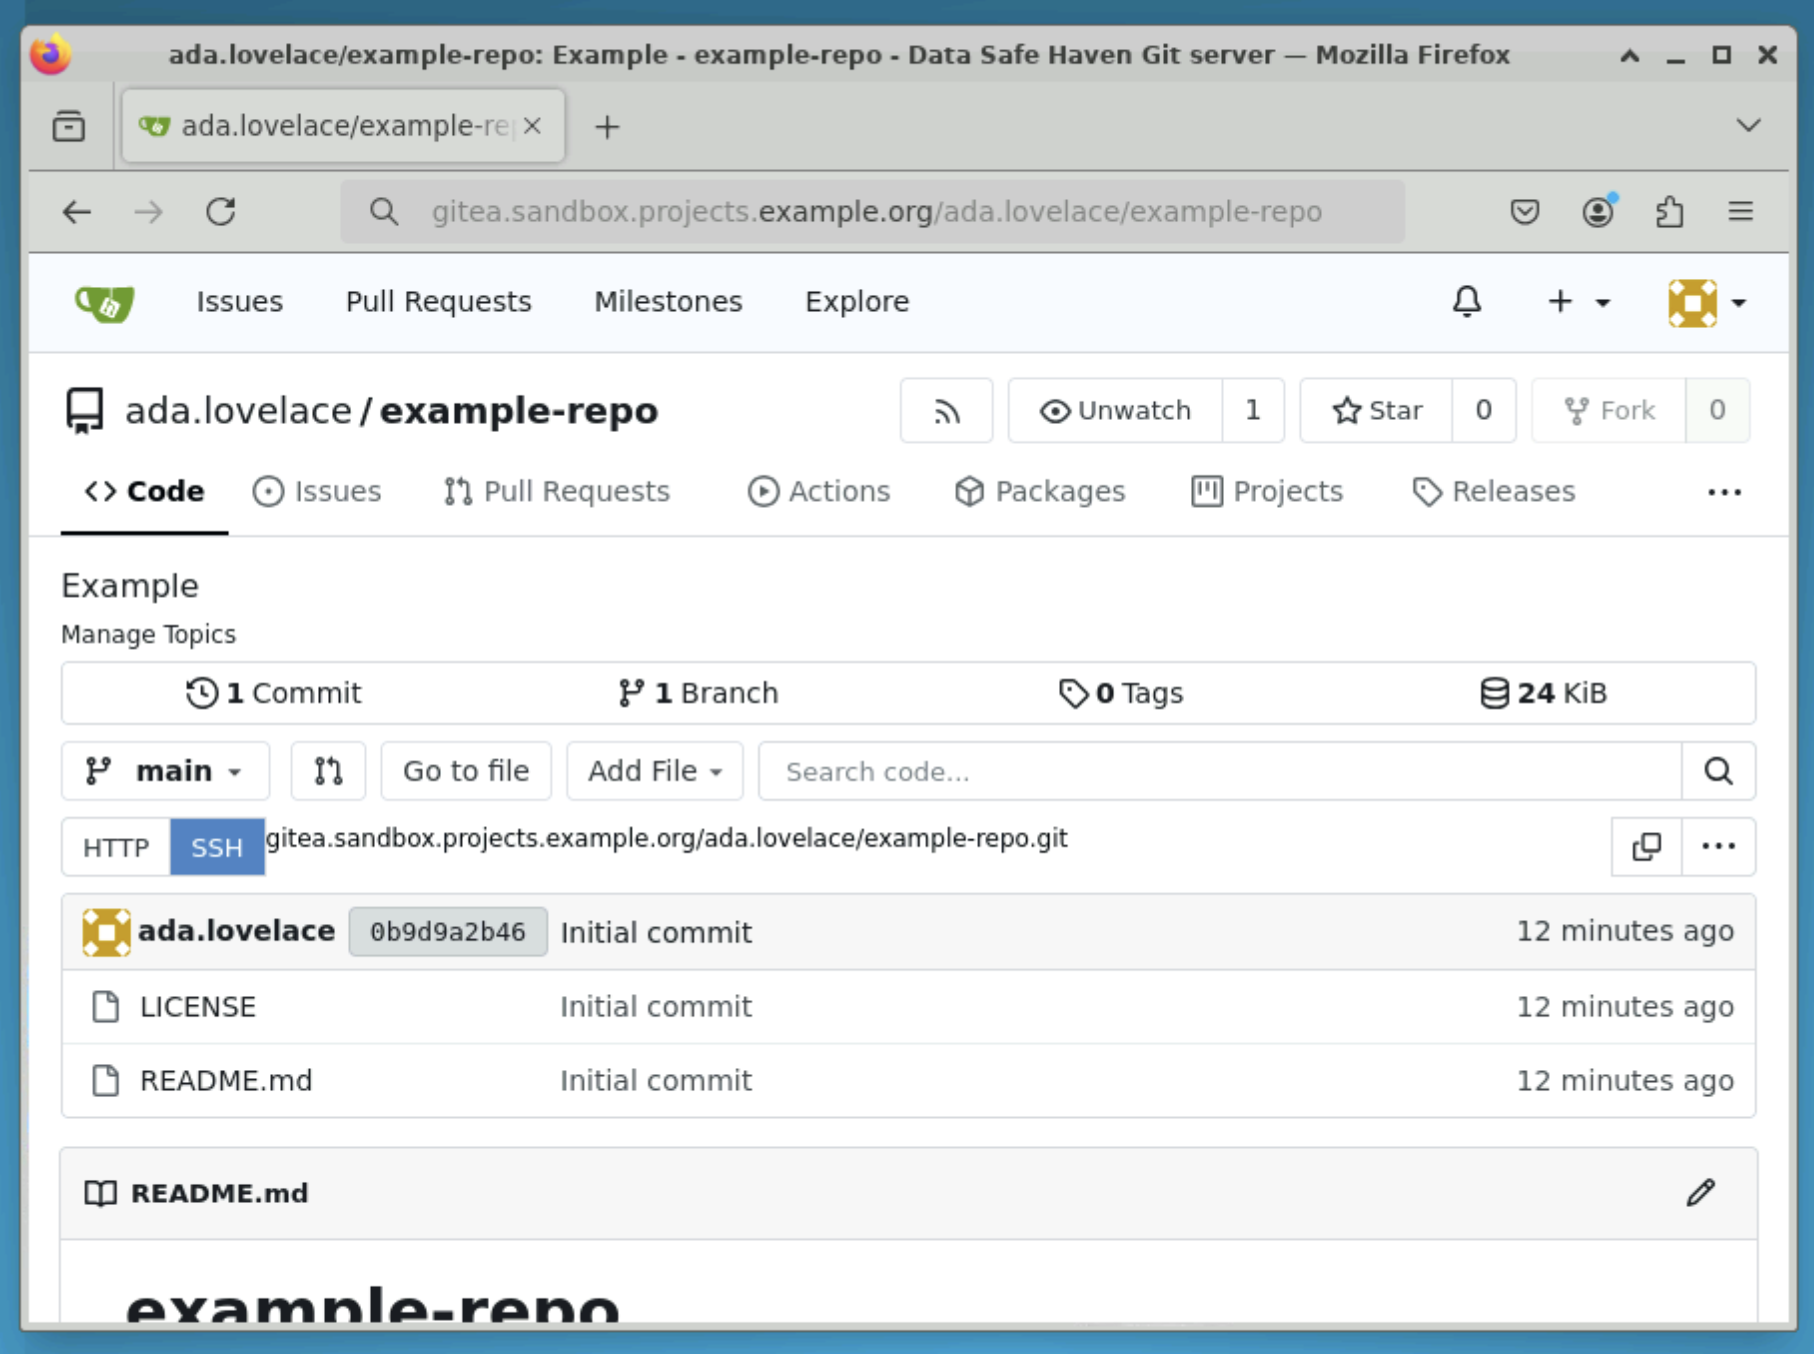 ada.lovelace/example-repo: Example - example-repo - Data Safe Haven Git server — Mozilla Firefox
ada.lovelace/example-re
gitea.sandbox.projects.example.org/ada.lovelace/example-repo
Issues Pull Requests Milestones Explore
ada.lovelace/example-repo Unwatch 1 Star 0 Fork 0
Code Issues Pull Requests Actions Packages Projects Releases
Example
Manage Topics
1 Commit 1 Branch 0 Tags 24 KiB
main Go to file Add File Search code...
HTTP SSH gitea.sandbox.projects.example.org/ada.lovelace/example-repo.git
ada.lovelace 0b9d9a2b46 Initial commit 12 minutes ago
LICENSE Initial commit 12 minutes ago
README.md Initial commit 12 minutes ago
README.md
example-repo